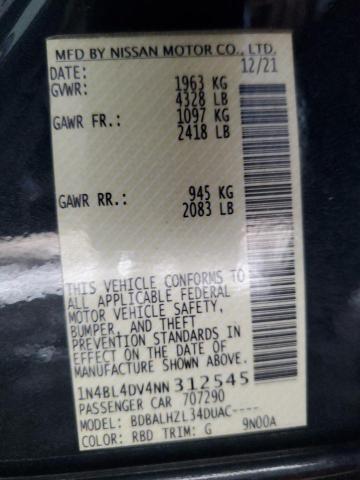 MFD BY NISSAN MOTOR CO., LTD.
DATE: 12/21
GVWR: 1963 KG
4328 LB
GAWR FR.: 1097 KG
2418 LB
GAWR RR.: 945 KG
2083 LB
THIS VEHICLE CONFORMS TO
ALL APPLICABLE FEDERAL
MOTOR VEHICLE SAFETY,
BUMPER, AND THEFT
PREVENTION STANDARDS IN
EFFECT ON THE DATE OF
MANUFACTURE SHOWN ABOVE.
1N4BL4DV4NN312545
PASSENGER CAR 707290
MODEL: BDBALHZL34DUAC----
COLOR: RBD TRIM: G 9N00A